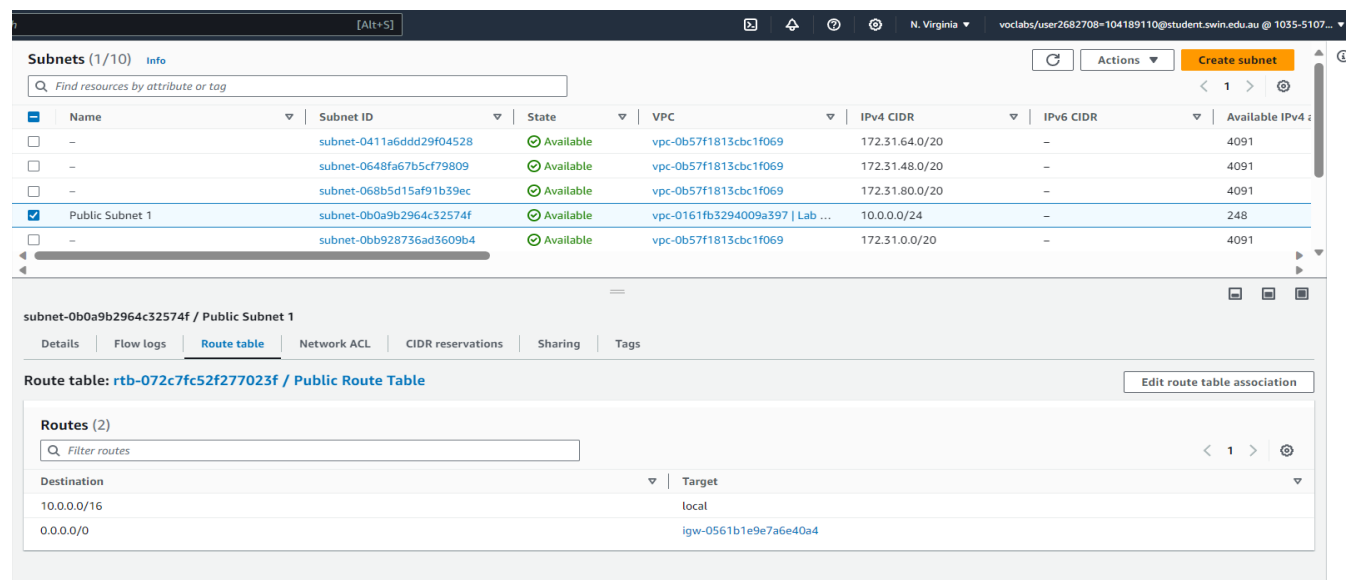 [Alt+S] N. Virginia ▼ voclabs/user2682708=104189110@student.swin.edu.au @ 1035-5107... ▼
Subnets (1/10) Info Actions ▼ Create subnet
Find resources by attribute or tag 1
Name Subnet ID State VPC IPv4 CIDR IPv6 CIDR Available IPv4
– subnet-0411a6ddd29f04528 Available vpc-0b57f1813cbc1f069 172.31.64.0/20 – 4091
– subnet-0648fa67b5cf79809 Available vpc-0b57f1813cbc1f069 172.31.48.0/20 – 4091
– subnet-068b5d15af91b39ec Available vpc-0b57f1813cbc1f069 172.31.80.0/20 – 4091
Public Subnet 1 subnet-0b0a9b2964c32574f Available vpc-0161fb3294009a397 | Lab ... 10.0.0.0/24 – 248
– subnet-0bb928736ad3609b4 Available vpc-0b57f1813cbc1f069 172.31.0.0/20 – 4091
subnet-0b0a9b2964c32574f / Public Subnet 1
Details Flow logs Route table Network ACL CIDR reservations Sharing Tags
Route table: rtb-072c7fc52f277023f / Public Route Table Edit route table association
Routes (2)
Filter routes 1
Destination Target
10.0.0.0/16 local
0.0.0.0/0 igw-0561b1e9e7a6e40a4